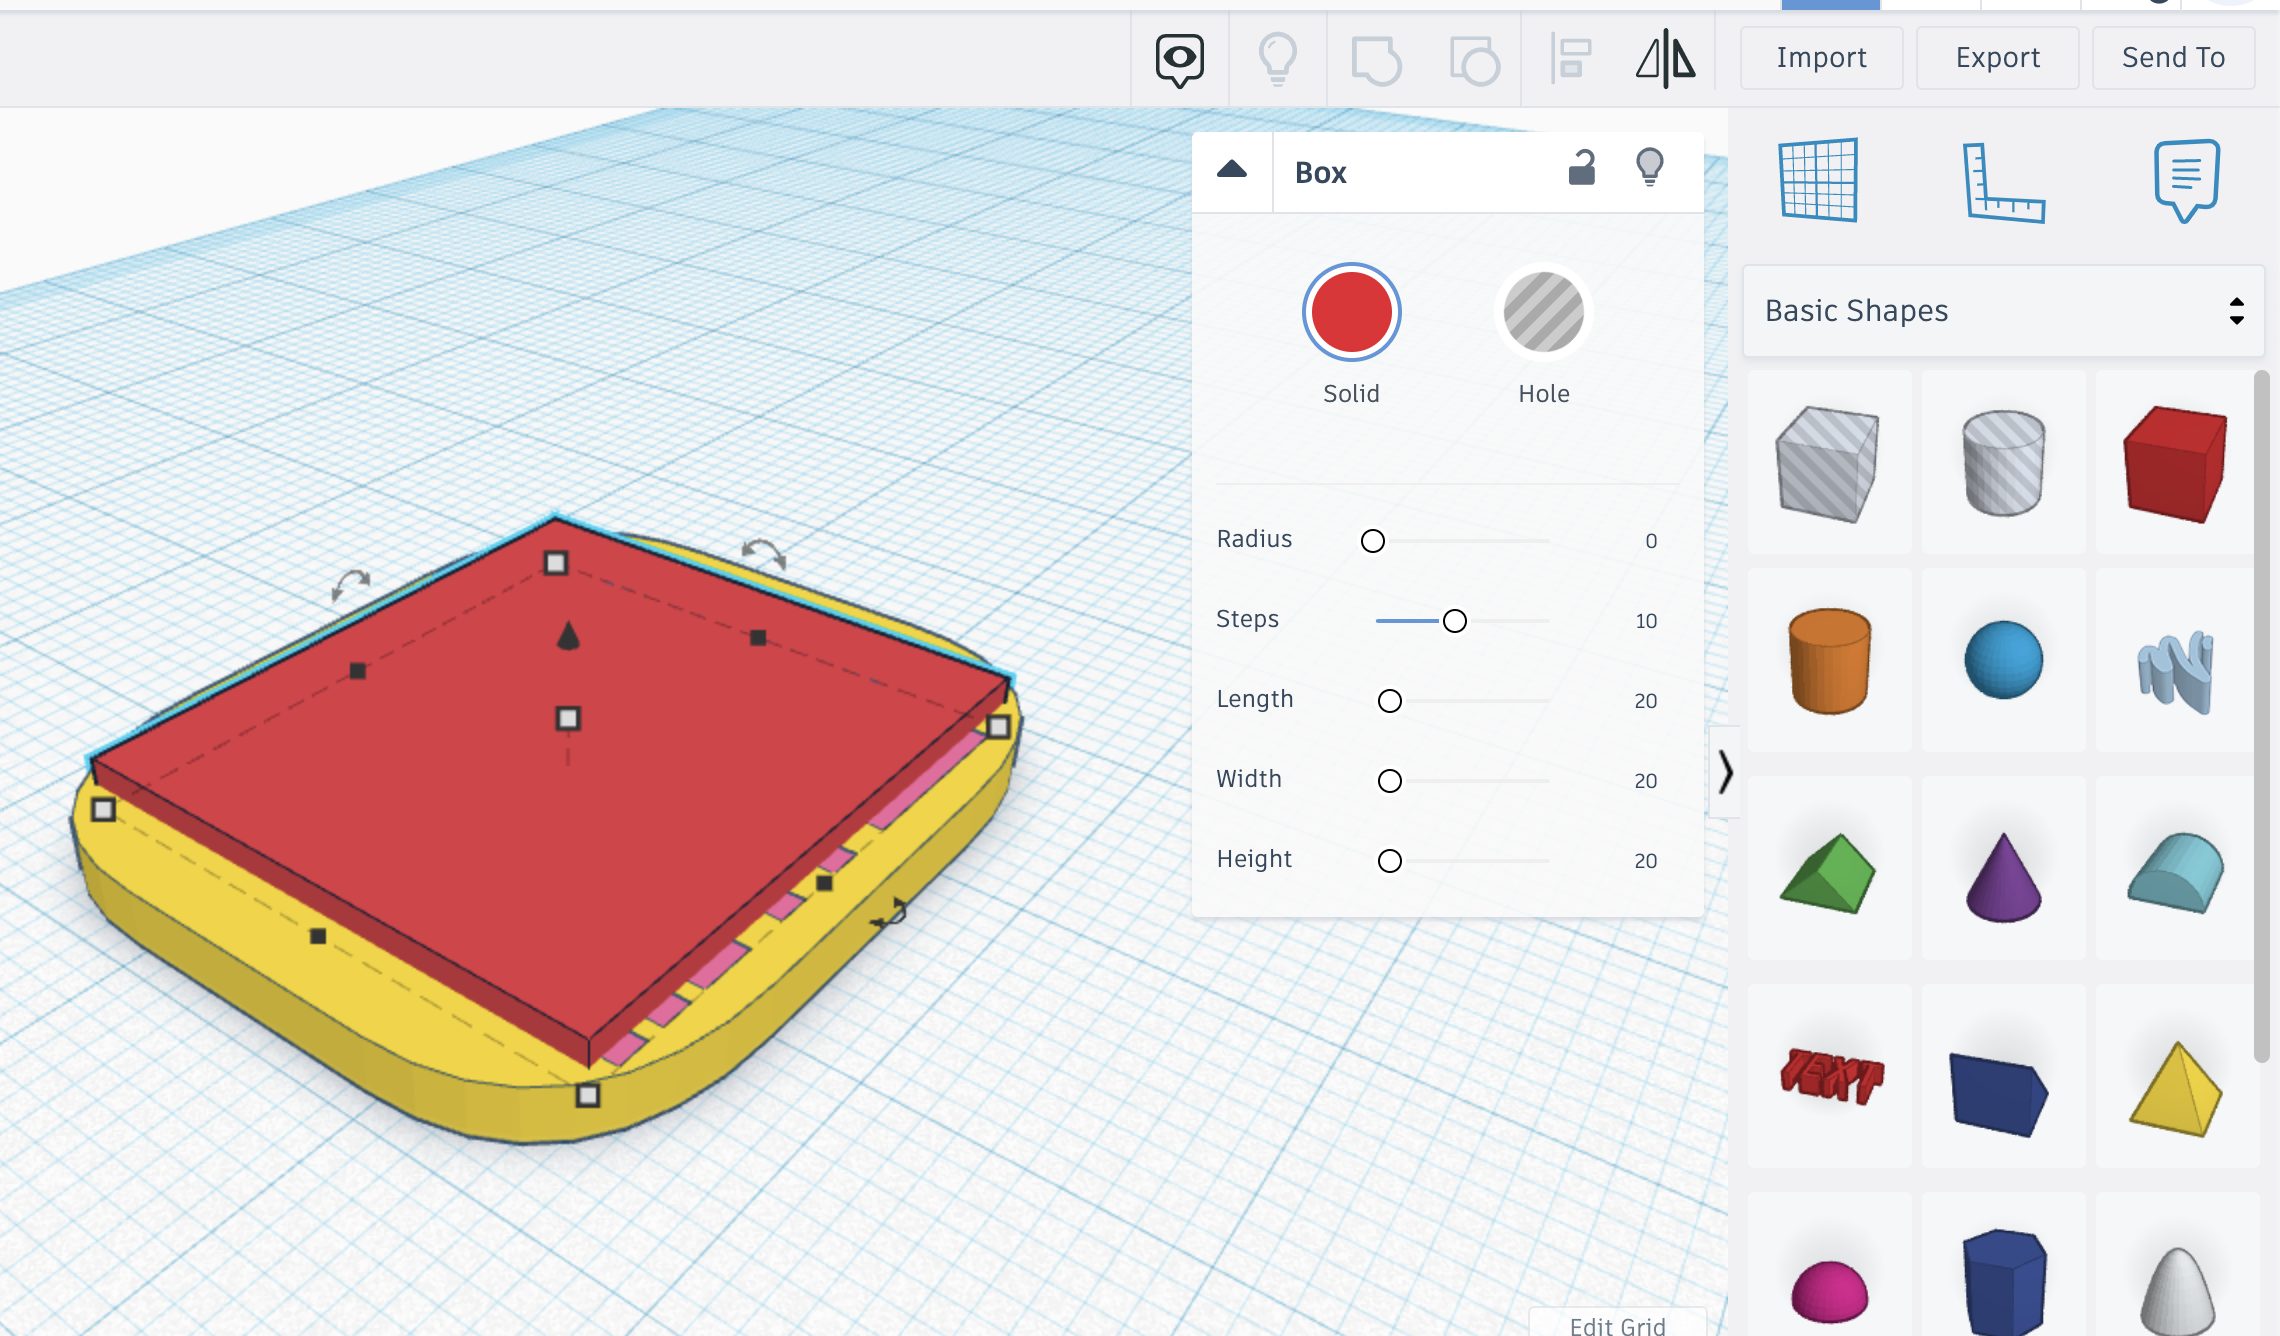 Import
Export
Send To
Box
Solid
Hole
Radius 0
Steps 10
Length 20
Width 20
Height 20
Basic Shapes
TEXT
Edit Grid